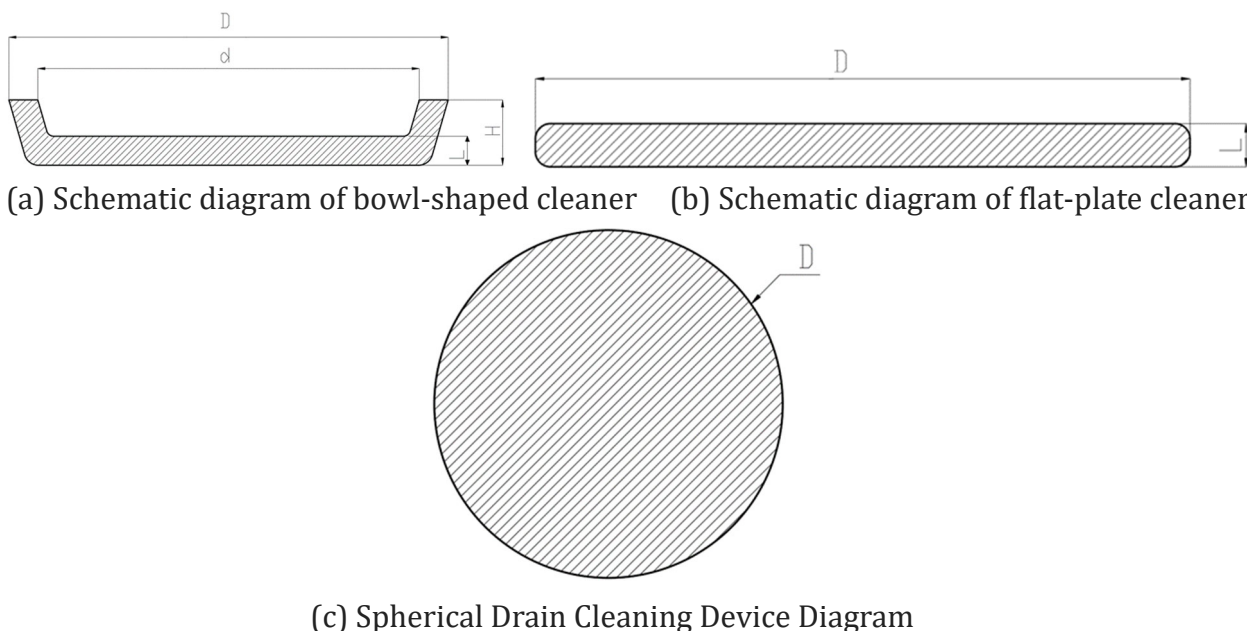 D
d
H
L
D
L
(a) Schematic diagram of bowl-shaped cleaner
(b) Schematic diagram of flat-plate cleaner
D
(c) Spherical Drain Cleaning Device Diagram